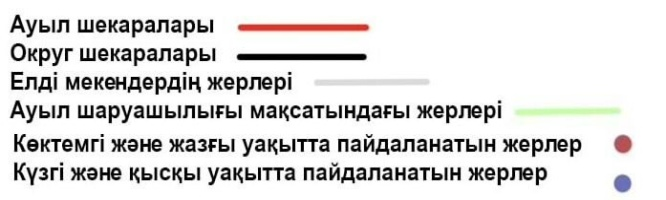 Ауыл шекаралары
Округ шекаралары
Елді мекендердің жерлері
Ауыл шаруашылығы мақсатындағы жерлері
Көктемгі және жазғы уақытта пайдаланатын жерлер
Күзгі және қысқы уақытта пайдаланатын жерлер